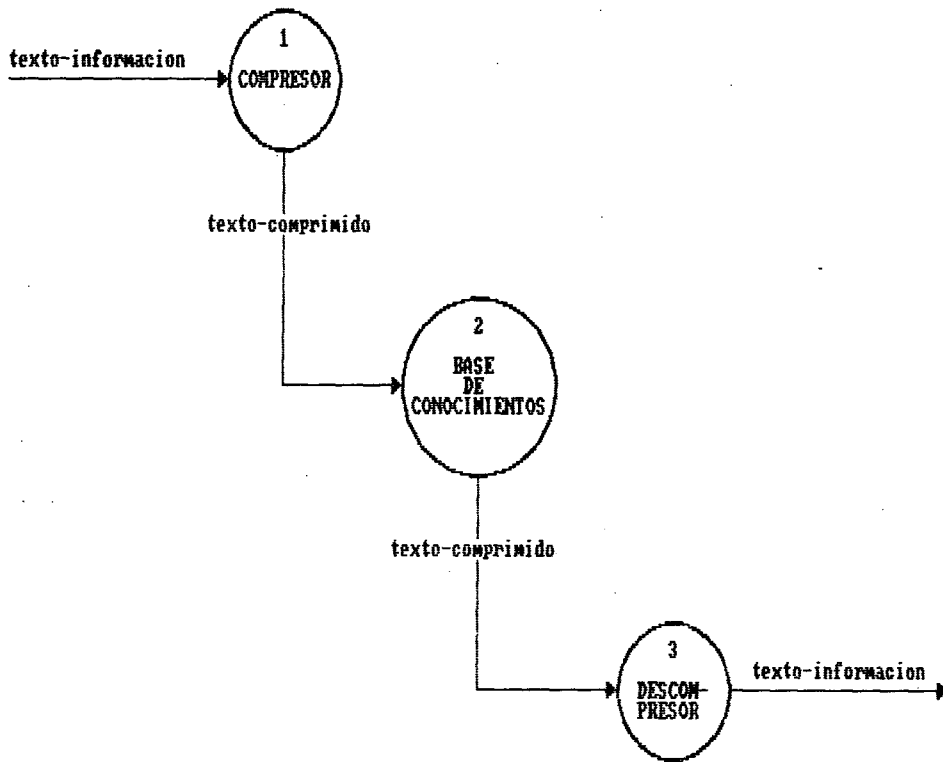 1
texto-informacion
COMPRESOR
texto-comprimido
2
BASE
DE
CONOCIMIENTOS
texto-comprimido
3
texto-informacion
DESCOM-
PRESOR